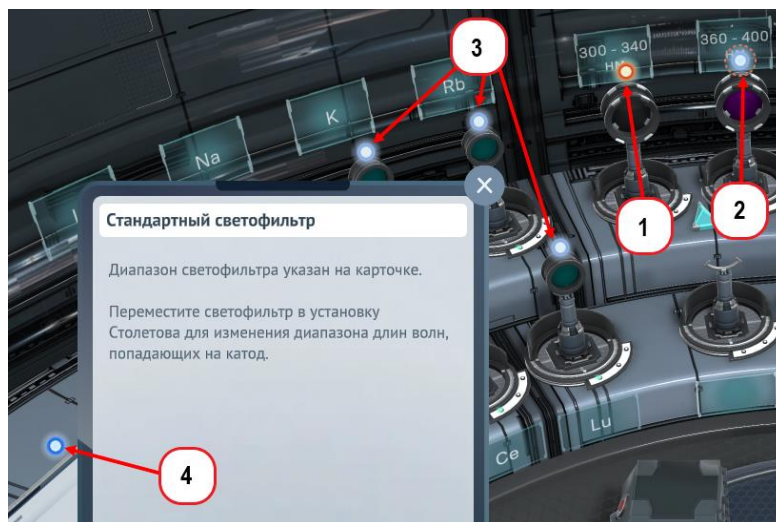 3
300 - 340
НМ
360 - 400
НМ
Rb
K
Na
1
2
Стандартный светофильтр
Диапазон светофильтра указан на карточке.
Переместите светофильтр в установку
Столетова для изменения диапазона длин волн,
попадающих на катод.
Lu
Ce
4